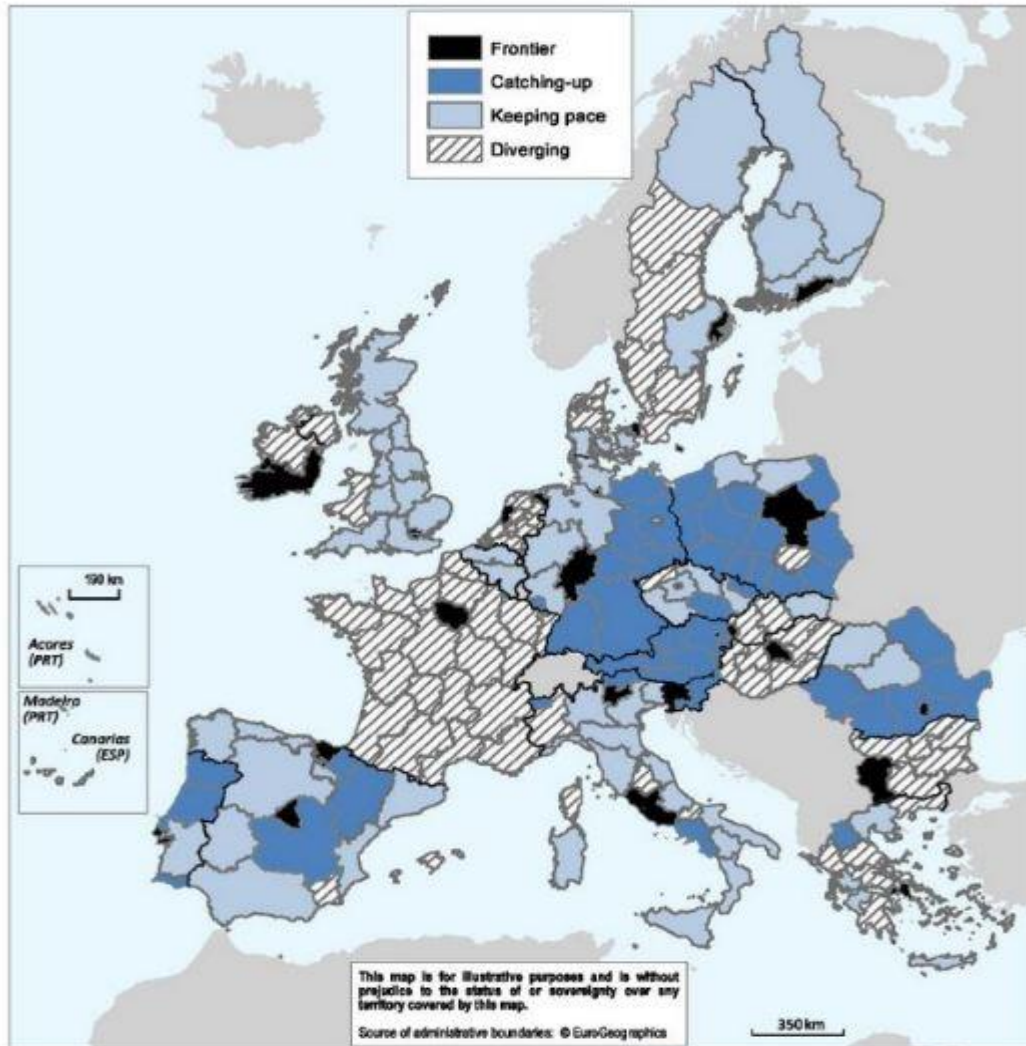 Frontier
Catching-up
Keeping pace
Diverging
190 km
Acores
(PRT)
Madeira
(PRT)
Canarias
(ESP)
This map is for illustrative purposes and is without
prejudice to the status of or sovereignty over any
territory covered by this map.
Source of administrative boundaries: © EuroGeographics
350 km